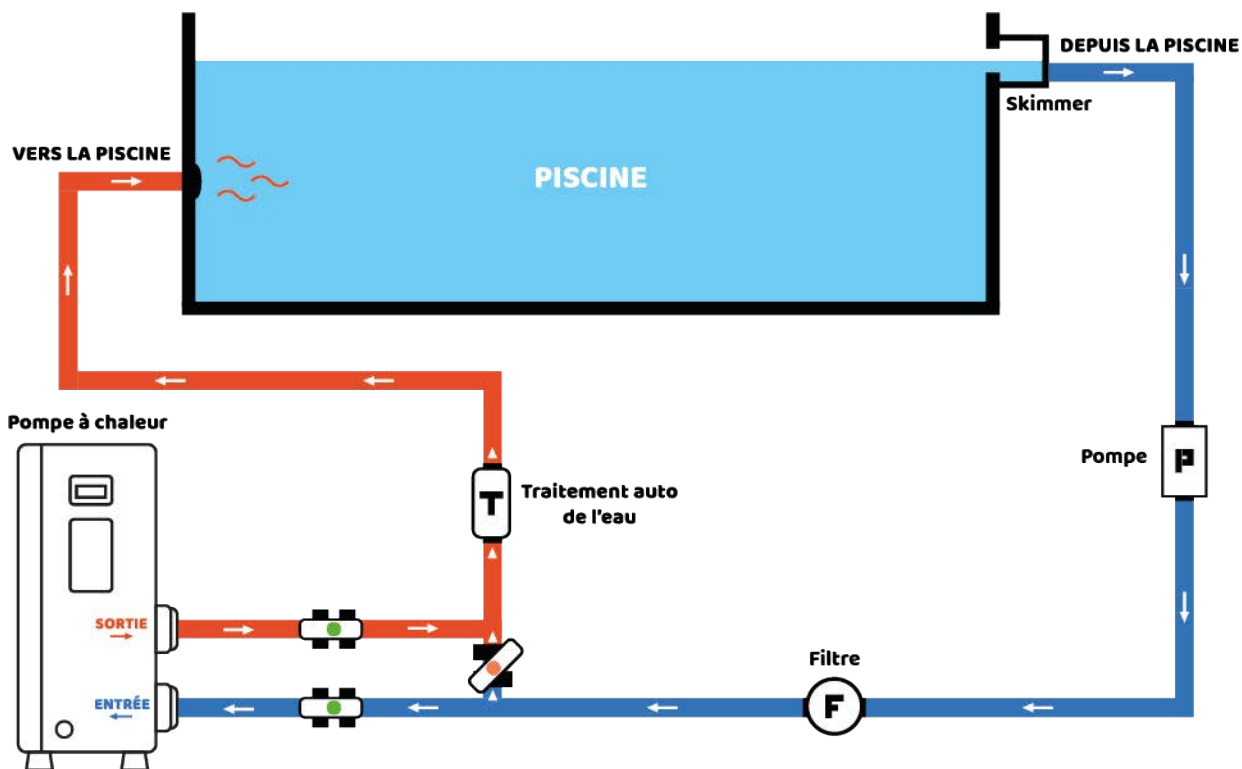 DEPUIS LA PISCINE
Skimmer
VERS LA PISCINE
PISCINE
Pompe à chaleur
Pompe
P
T
Traitement auto
de l'eau
SORTIE
Filtre
ENTRÉE
F